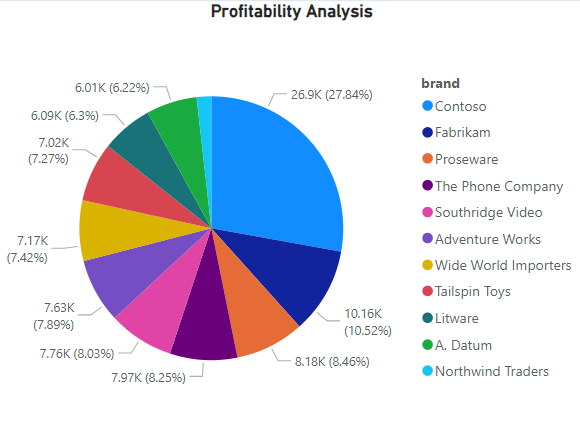 Profitability Analysis
6.01K (6.22%)
26.9K (27.84%)
6.09K (6.3%)
7.02K
(7.27%)
7.17K
(7.42%)
7.63K
(7.89%)
7.76K (8.03%)
7.97K (8.25%)
8.18K (8.46%)
10.16K
(10.52%)
brand
Contoso
Fabrikam
Proseware
The Phone Company
Southridge Video
Adventure Works
Wide World Importers
Tailspin Toys
Litware
A. Datum
Northwind Traders